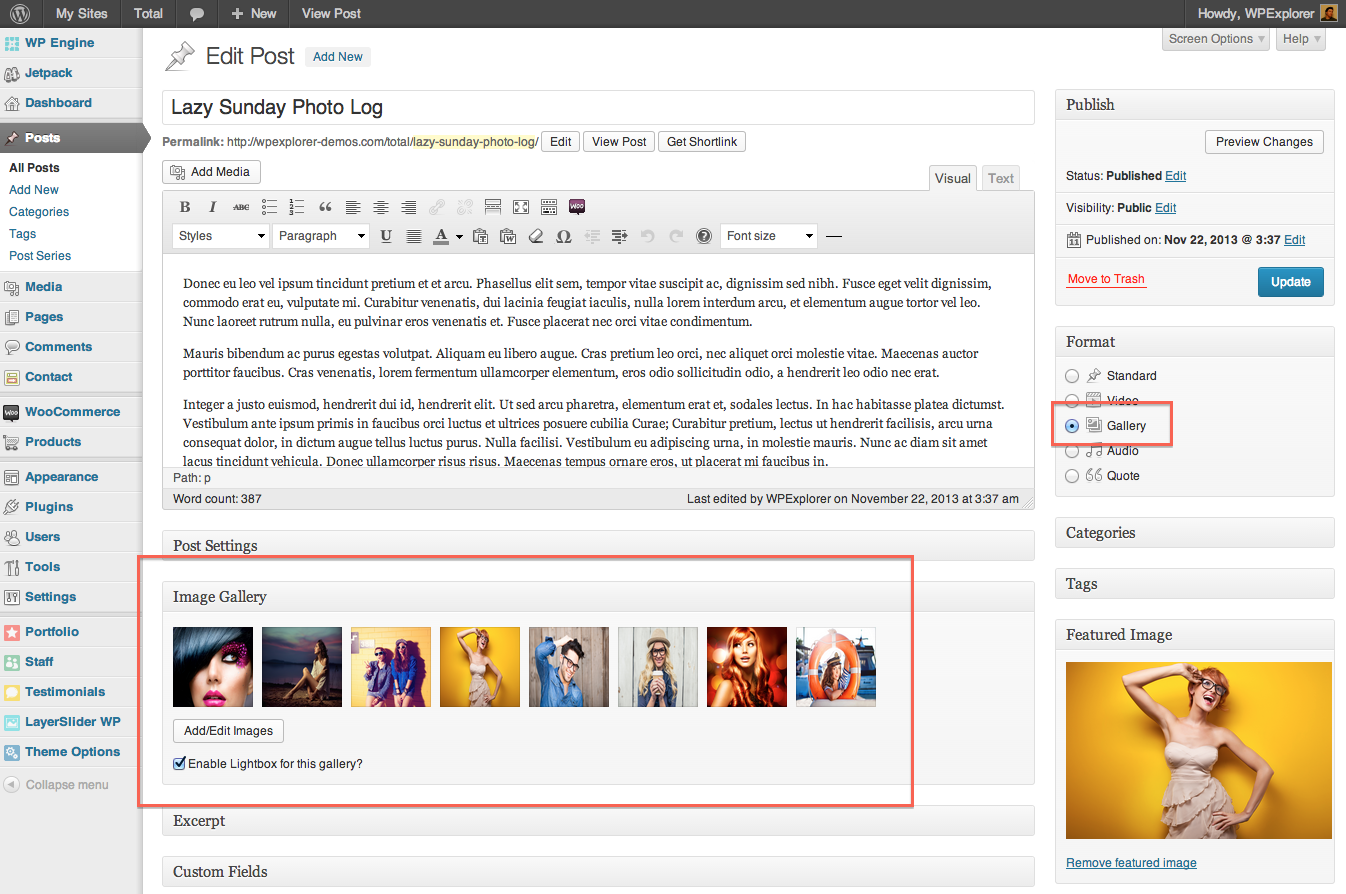 My Sites Total New View Post Howdy, WPExplorer
Screen Options Help
WP Engine
Jetpack
Dashboard
Posts
All Posts
Add New
Categories
Tags
Post Series
Media
Pages
Comments
Contact
WooCommerce
Products
Appearance
Plugins
Users
Tools
Settings
Portfolio
Staff
Testimonials
LayerSlider WP
Theme Options
Collapse menu
Edit Post Add New
Lazy Sunday Photo Log
Permalink: http://wpexplorer-demos.com/total/lazy-sunday-photo-log/ Edit View Post Get Shortlink
Add Media
Visual Text
B I ABC 1 2 3 Woo
Styles Paragraph U A T W Ω ? Font size
Donec eu leo vel ipsum tincidunt pretium et et arcu. Phasellus elit sem, tempor vitae suscipit ac, dignissim sed nibh. Fusce eget velit dignissim,
commodo erat eu, vulputate mi. Curabitur venenatis, dui lacinia feugiat iaculis, nulla lorem interdum arcu, et elementum augue tortor vel leo.
Nunc laoreet rutrum nulla, eu pulvinar eros venenatis et. Fusce placerat nec orci vitae condimentum.
Mauris bibendum ac purus egestas volutpat. Aliquam eu libero augue. Cras pretium leo orci, nec aliquet orci molestie vitae. Maecenas auctor
porttitor faucibus. Cras venenatis, lorem fermentum ullamcorper elementum, eros odio sollicitudin odio, a hendrerit leo odio nec erat.
Integer a justo euismod, hendrerit dui id, hendrerit elit. Ut sed arcu pharetra, elementum erat et, sodales lectus. In hac habitasse platea dictumst.
Vestibulum ante ipsum primis in faucibus orci luctus et ultrices posuere cubilia Curae; Curabitur pretium, lectus ut hendrerit facilisis, arcu urna
consequat dolor, in dictum augue tellus luctus purus. Nulla facilisi. Vestibulum eu adipiscing urna, in molestie mauris. Nunc ac diam sit amet
lacus tincidunt vehicula. Donec ullamcorper risus risus. Maecenas tempus ornare eros, ut placerat mi faucibus in.
Path: p
Word count: 387 Last edited by WPExplorer on November 22, 2013 at 3:37 am
Post Settings
Image Gallery
Add/Edit Images
Enable Lightbox for this gallery?
Excerpt
Custom Fields
Publish
Preview Changes
Status: Published Edit
Visibility: Public Edit
11 Published on: Nov 22, 2013 @ 3:37 Edit
Move to Trash Update
Format
Standard
Video
Gallery
Audio
Quote
Categories
Tags
Featured Image
Remove featured image